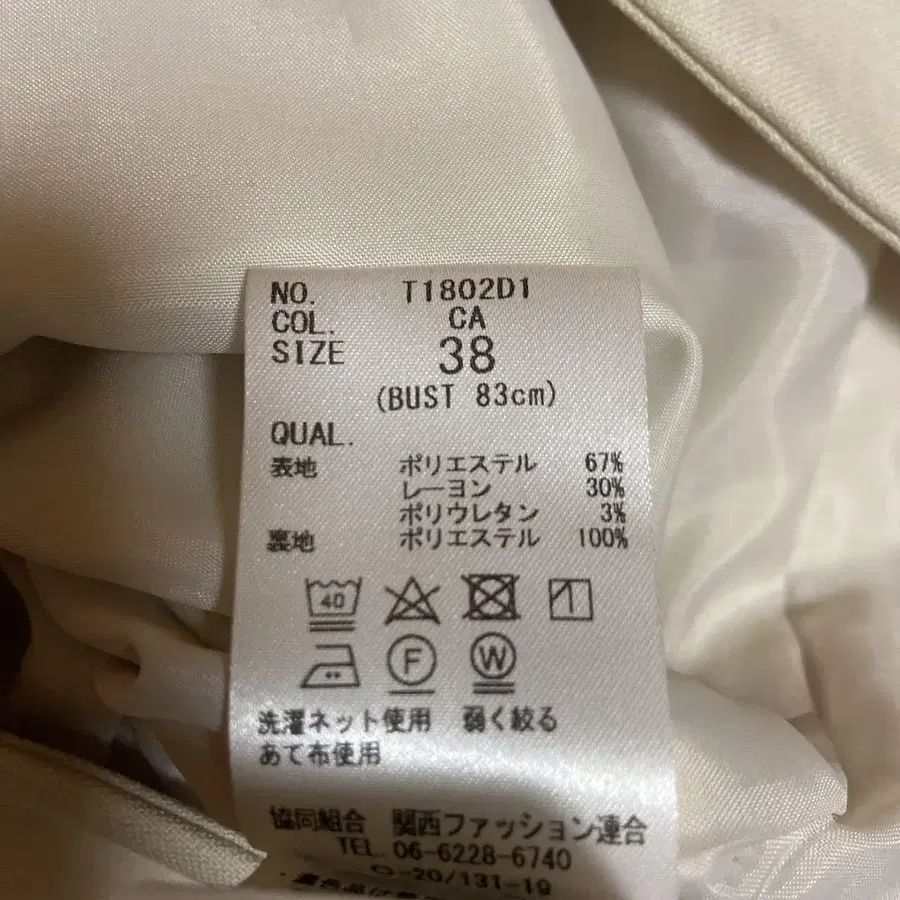 NO. T1802D1
COL. CA
SIZE 38
(BUST 83cm)
QUAL.
表地 ポリエステル 67%
レーヨン 30%
ポリウレタン 3%
裏地 ポリエステル 100%
40
F W
洗濯ネット使用 弱く絞る
あて布使用
協同組合 関西ファッション連合
TEL.06-6228-6740
-20/131-19